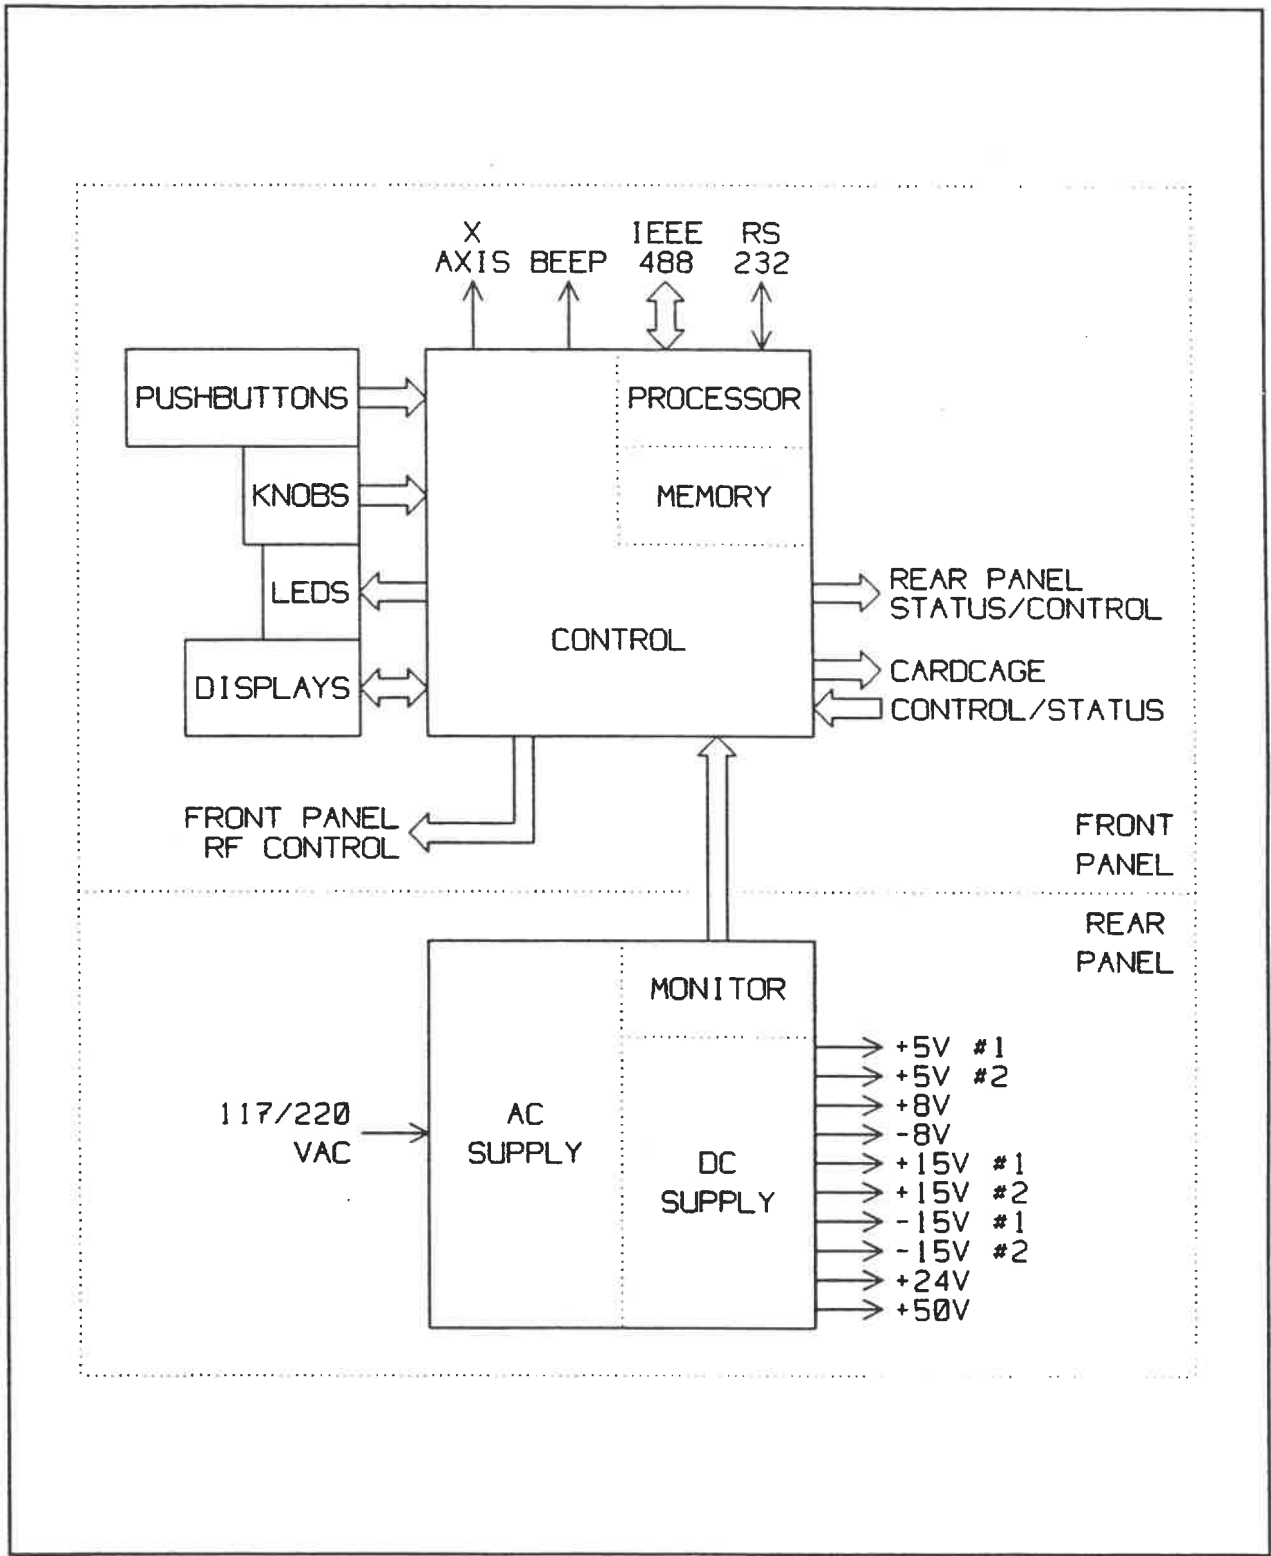 X
AXIS
BEEP
IEEE
488
RS
232
PUSHBUTTONS
KNOBS
LEDS
DISPLAYS
PROCESSOR
MEMORY
CONTROL
REAR PANEL
STATUS/CONTROL
CARDCAGE
CONTROL/STATUS
FRONT PANEL
RF CONTROL
FRONT
PANEL
REAR
PANEL
MONITOR
117/220
VAC
AC
SUPPLY
DC
SUPPLY
+5V #1
+5V #2
+8V
-8V
+15V #1
+15V #2
-15V #1
-15V #2
+24V
+50V